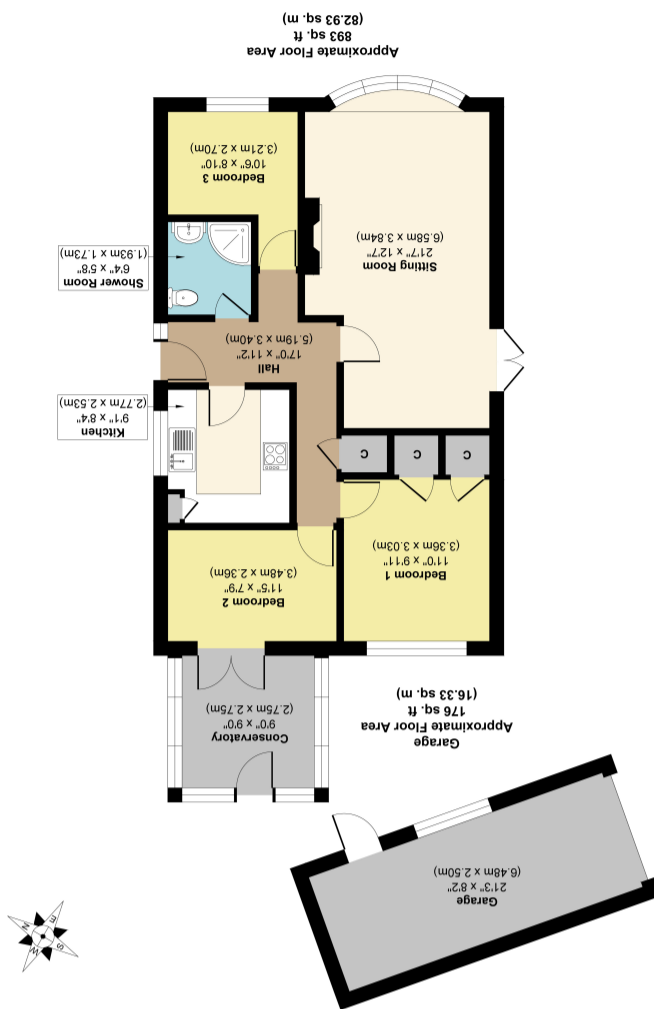 Garage
21'3" x 8'2"
(6.48m x 2.50m)
S
W
E
N
Garage
Approximate Floor Area
176 sq. ft
(16.33 sq. m)
Conservatory
9'0" x 9'0"
(2.75m x 2.75m)
Bedroom 1
11'0" x 9'11"
(3.36m x 3.03m)
Bedroom 2
11'5" x 7'9"
(3.48m x 2.36m)
C
C
C
Kitchen
9'1" x 8'4"
(2.77m x 2.53m)
Hall
17'0" x 11'2"
(5.19m x 3.40m)
Shower Room
6'4" x 5'8"
(1.93m x 1.73m)
Sitting Room
21'7" x 12'7"
(6.58m x 3.84m)
Bedroom 3
10'6" x 8'10"
(3.21m x 2.70m)
Approximate Floor Area
893 sq. ft
(82.93 sq. m)